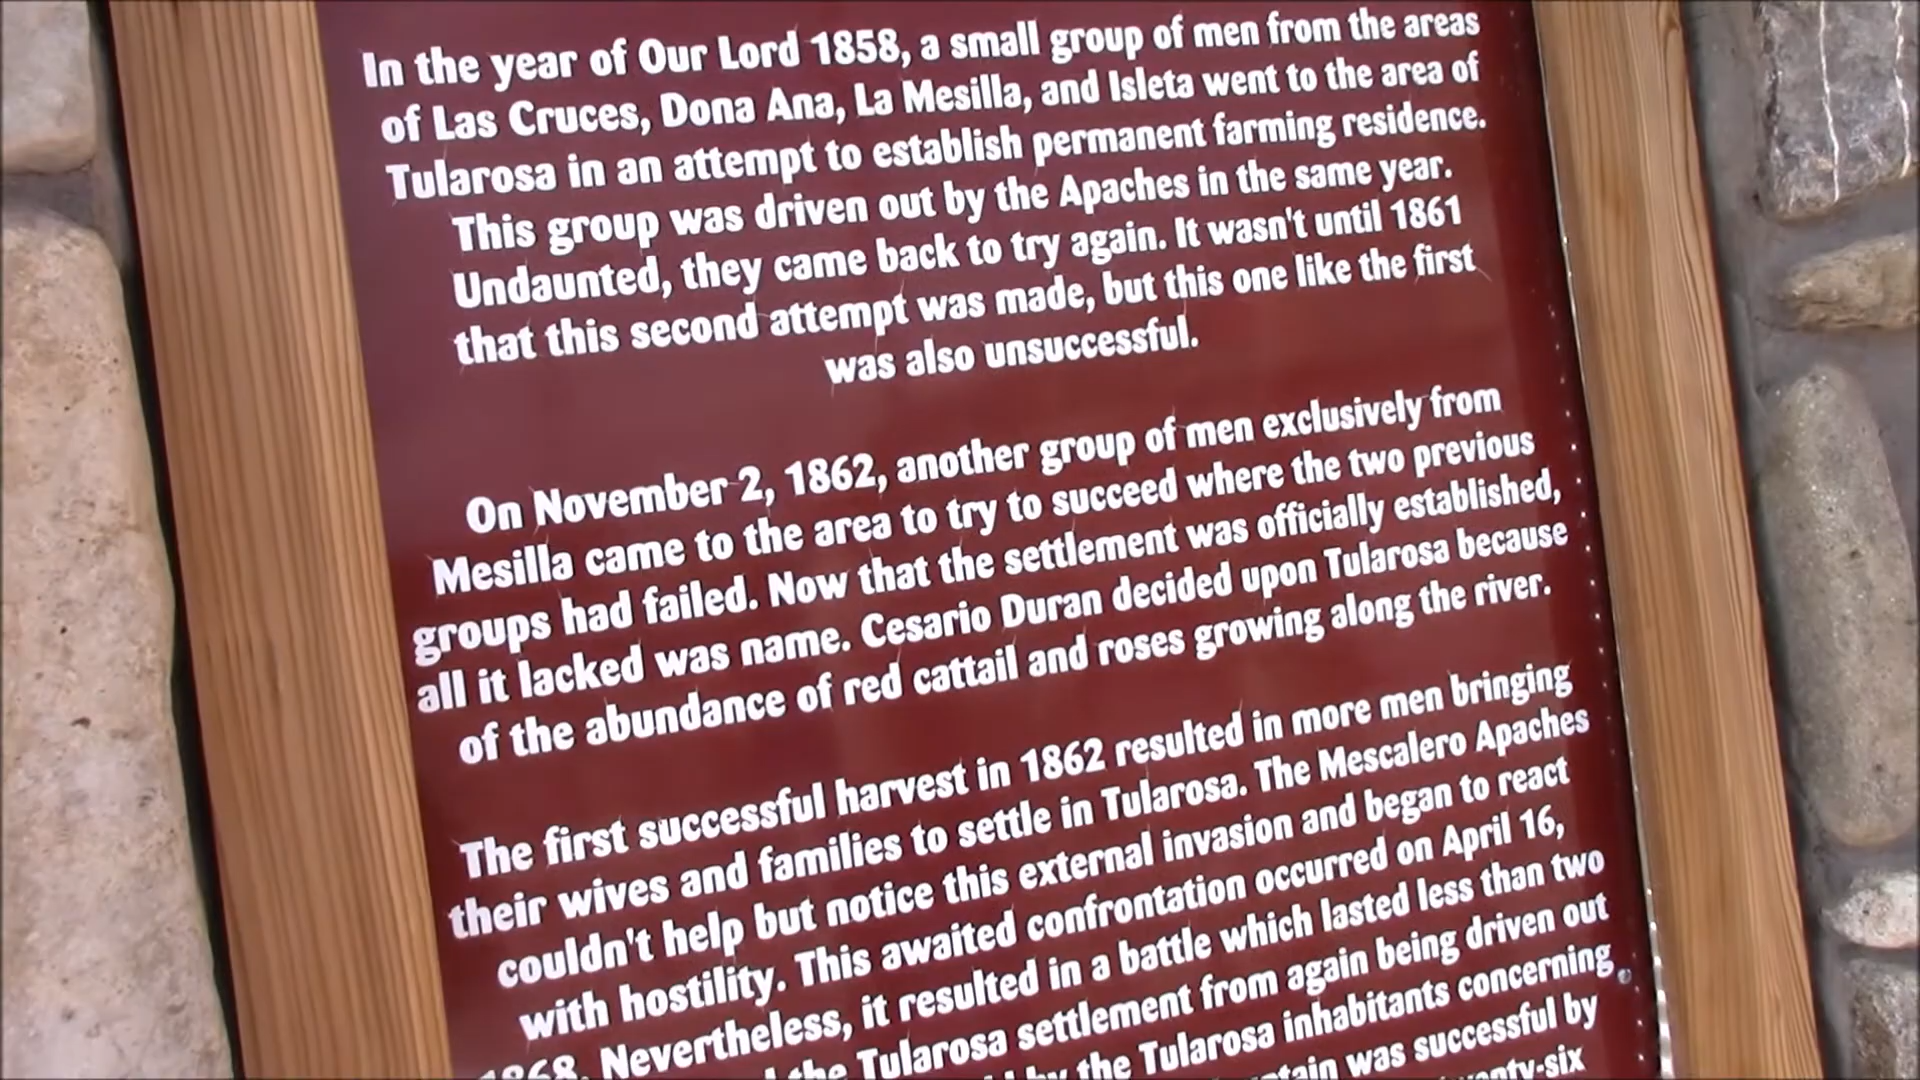 In the year of Our Lord 1858, a small group of men from the areas
of Las Cruces, Dona Ana, La Mesilla, and Isleta went to the area of
Tularosa in an attempt to establish permanent farming residence.
This group was driven out by the Apaches in the same year.
Undaunted, they came back to try again. It wasn't until 1861
that this second attempt was made, but this one like the first
was also unsuccessful.
On November 2, 1862, another group of men exclusively from
Mesilla came to the area to try to succeed where the two previous
groups had failed. Now that the settlement was officially established,
all it lacked was name. Cesario Duran decided upon Tularosa because
of the abundance of red cattail and roses growing along the river.
The first successful harvest in 1862 resulted in more men bringing
their wives and families to settle in Tularosa. The Mescalero Apaches
couldn't help but notice this external invasion and began to react
with hostility. This awaited confrontation occurred on April 16,
1868. Nevertheless, it resulted in a battle which lasted less than two
the Tularosa settlement from again being driven out
by the Tularosa inhabitants concerning
was successful by